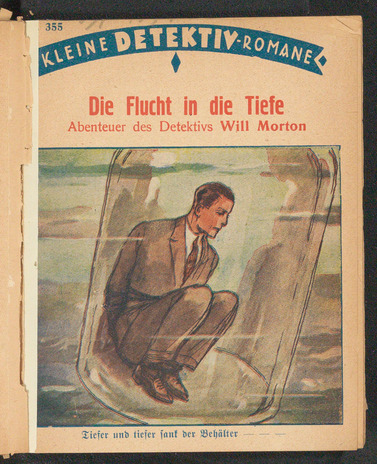 355
KLEINE DETEKTIV-ROMANE
Die Flucht in die Tiefe
Abenteuer des Detektivs Will Morton
Tiefer und tiefer sank der Behälter — — —